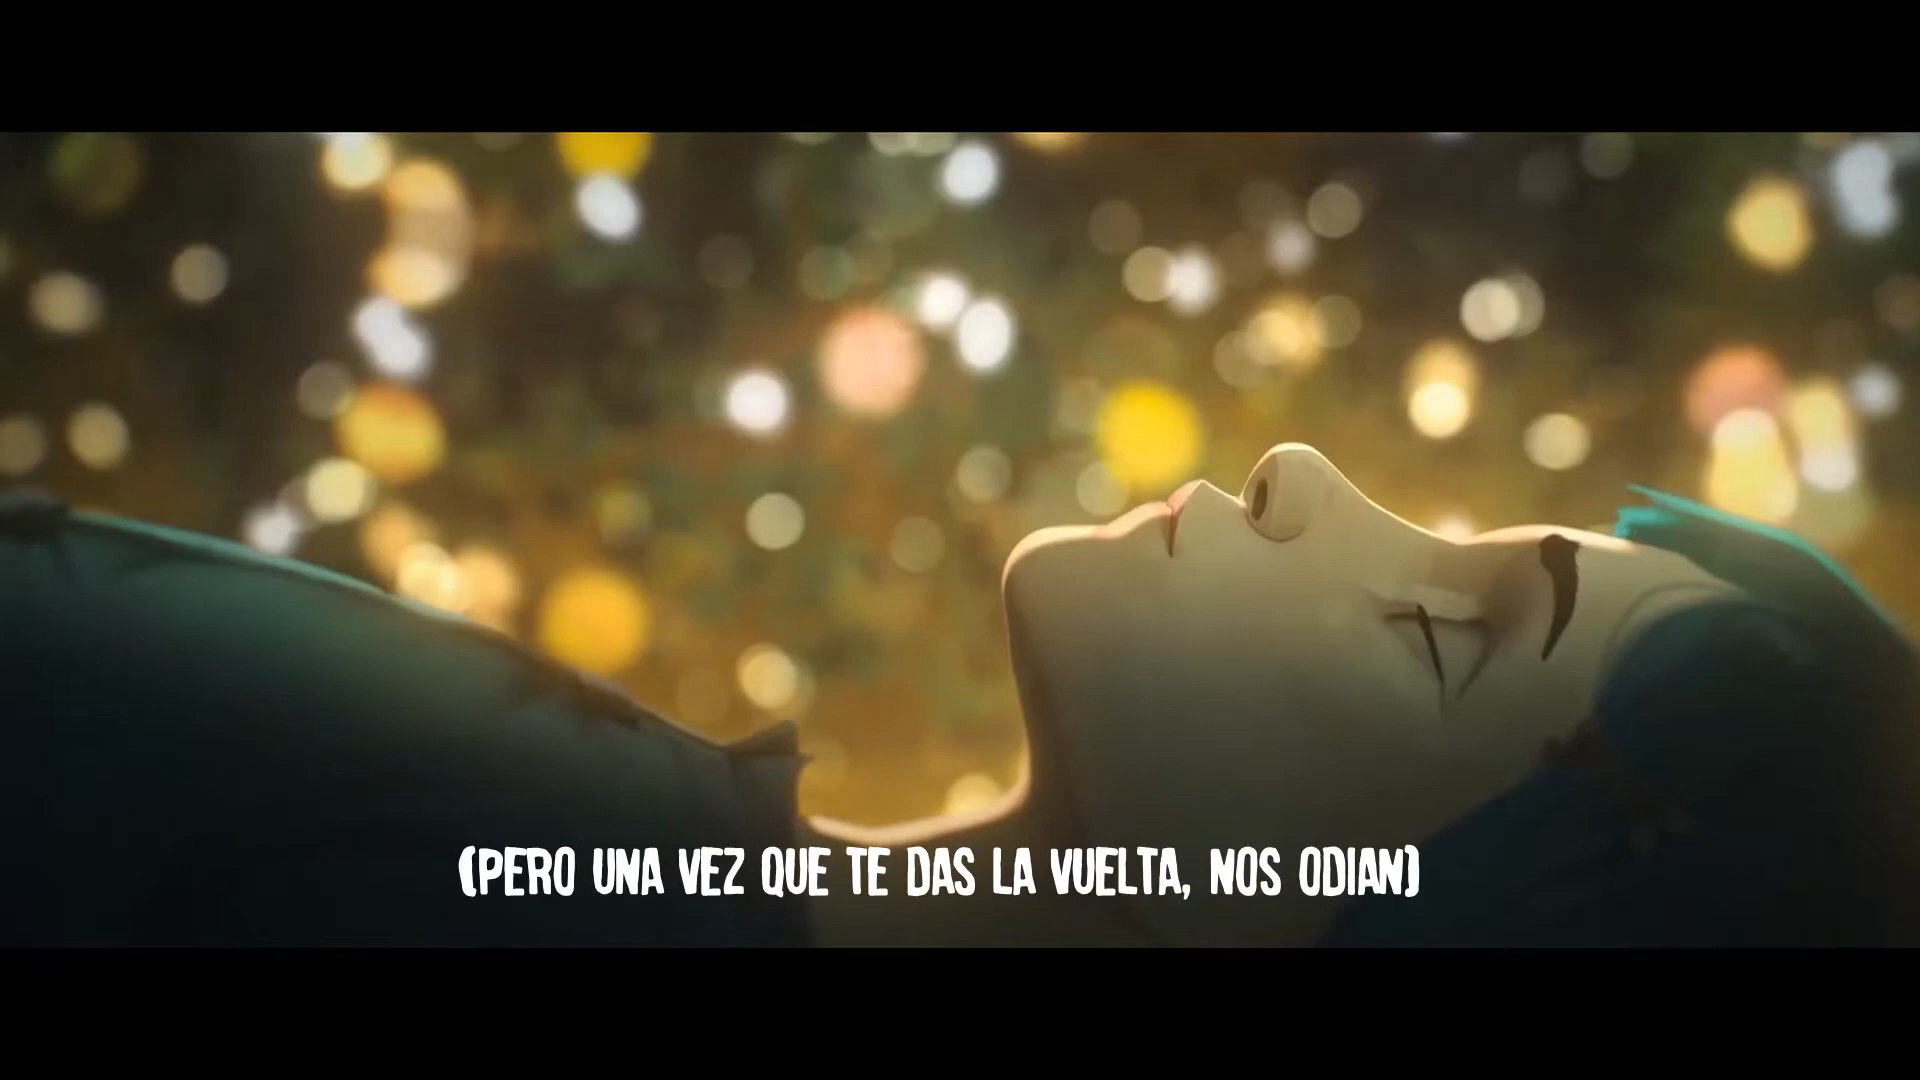 (PERO UNA VEZ QUE TE DAS LA VUELTA, NOS ODIAN)